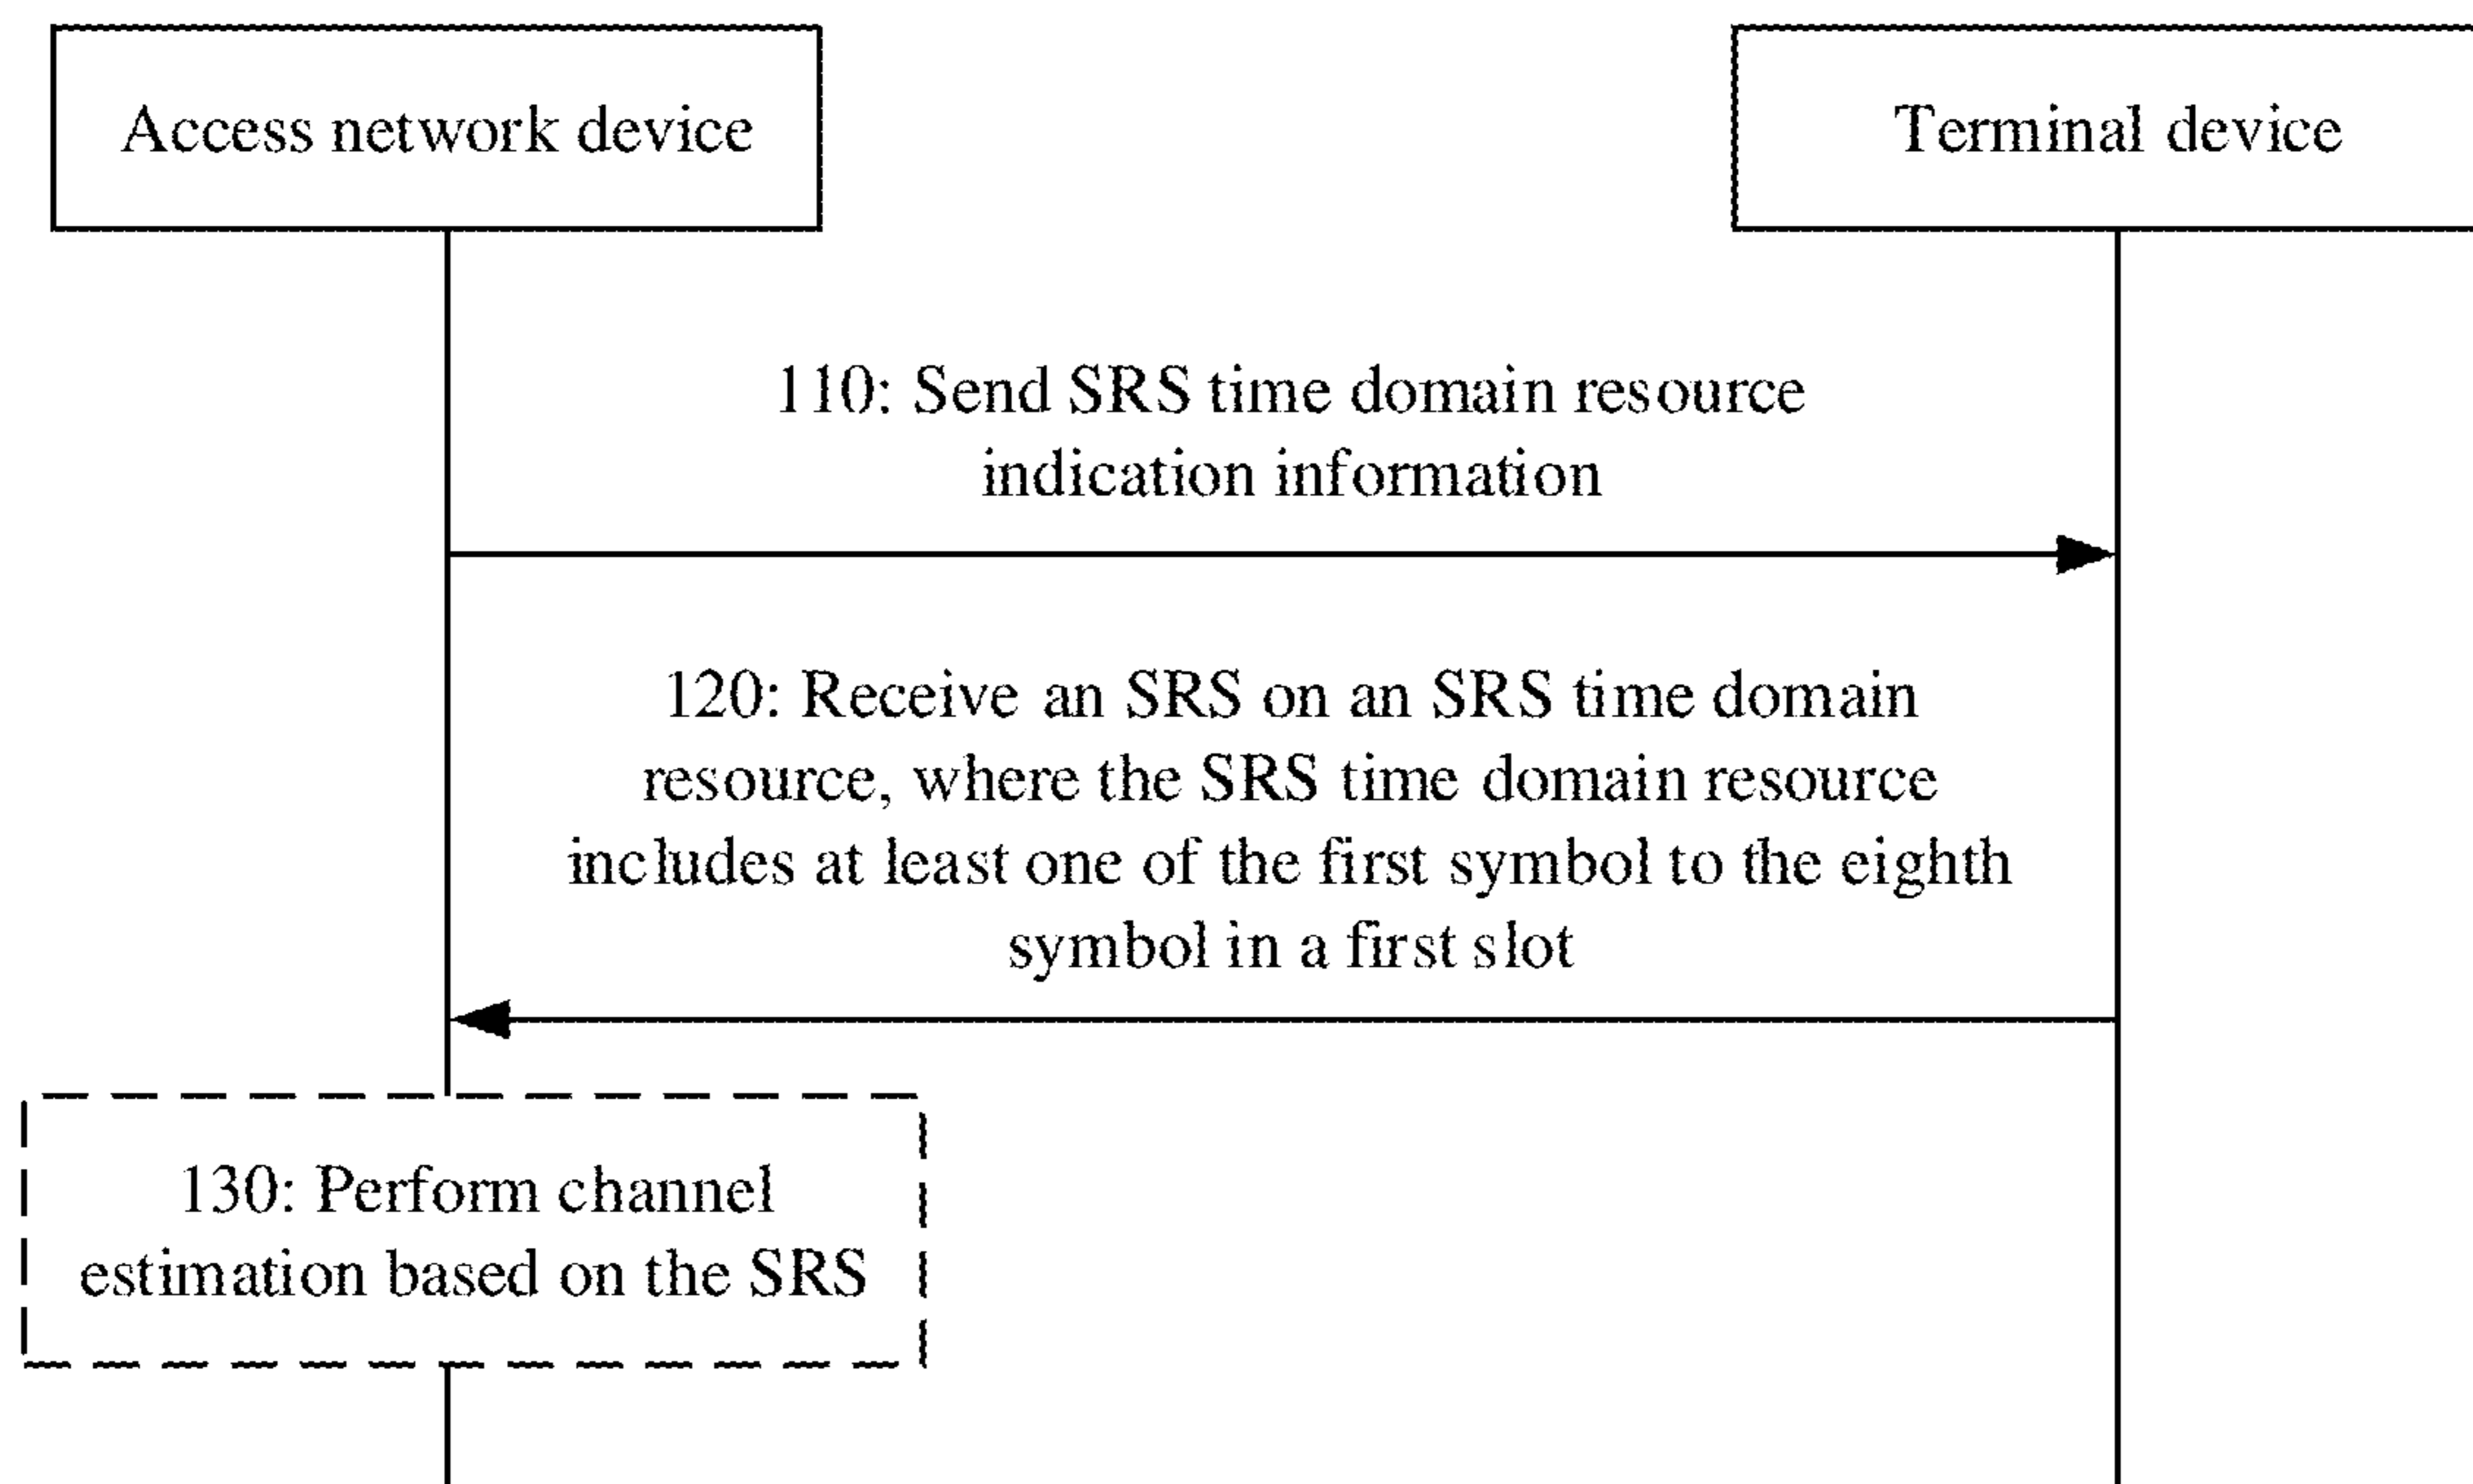 Access network device
Terminal device
110: Send SRS time domain resource
indication information
120: Receive an SRS on an SRS time domain
resource, where the SRS time domain resource
includes at least one of the first symbol to the eighth
symbol in a first slot
130: Perform channel
estimation based on the SRS